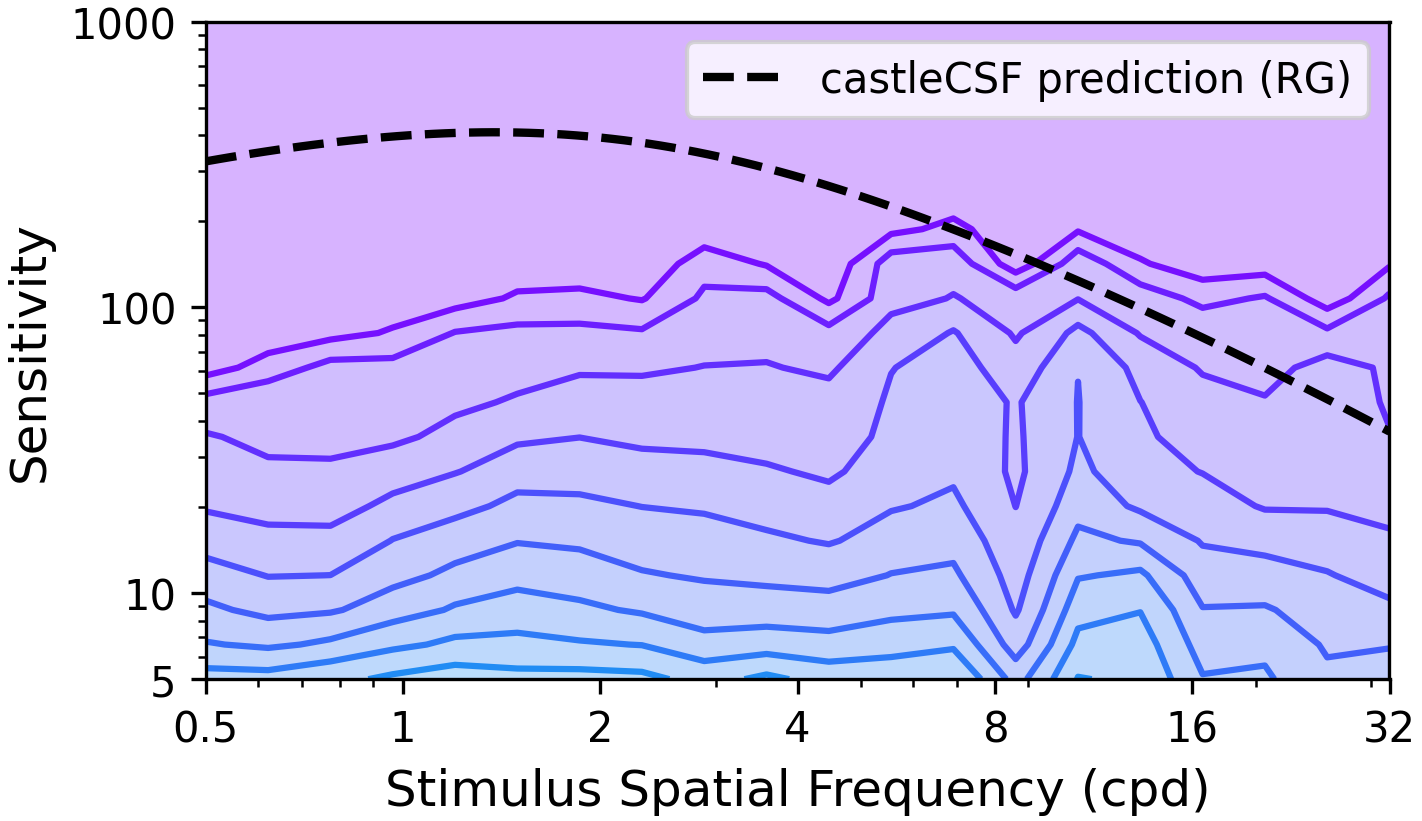 castleCSF prediction (RG)
Sensitivity
1000
100
10
5
0.5 1 2 4 8 16 32
Stimulus Spatial Frequency (cpd)